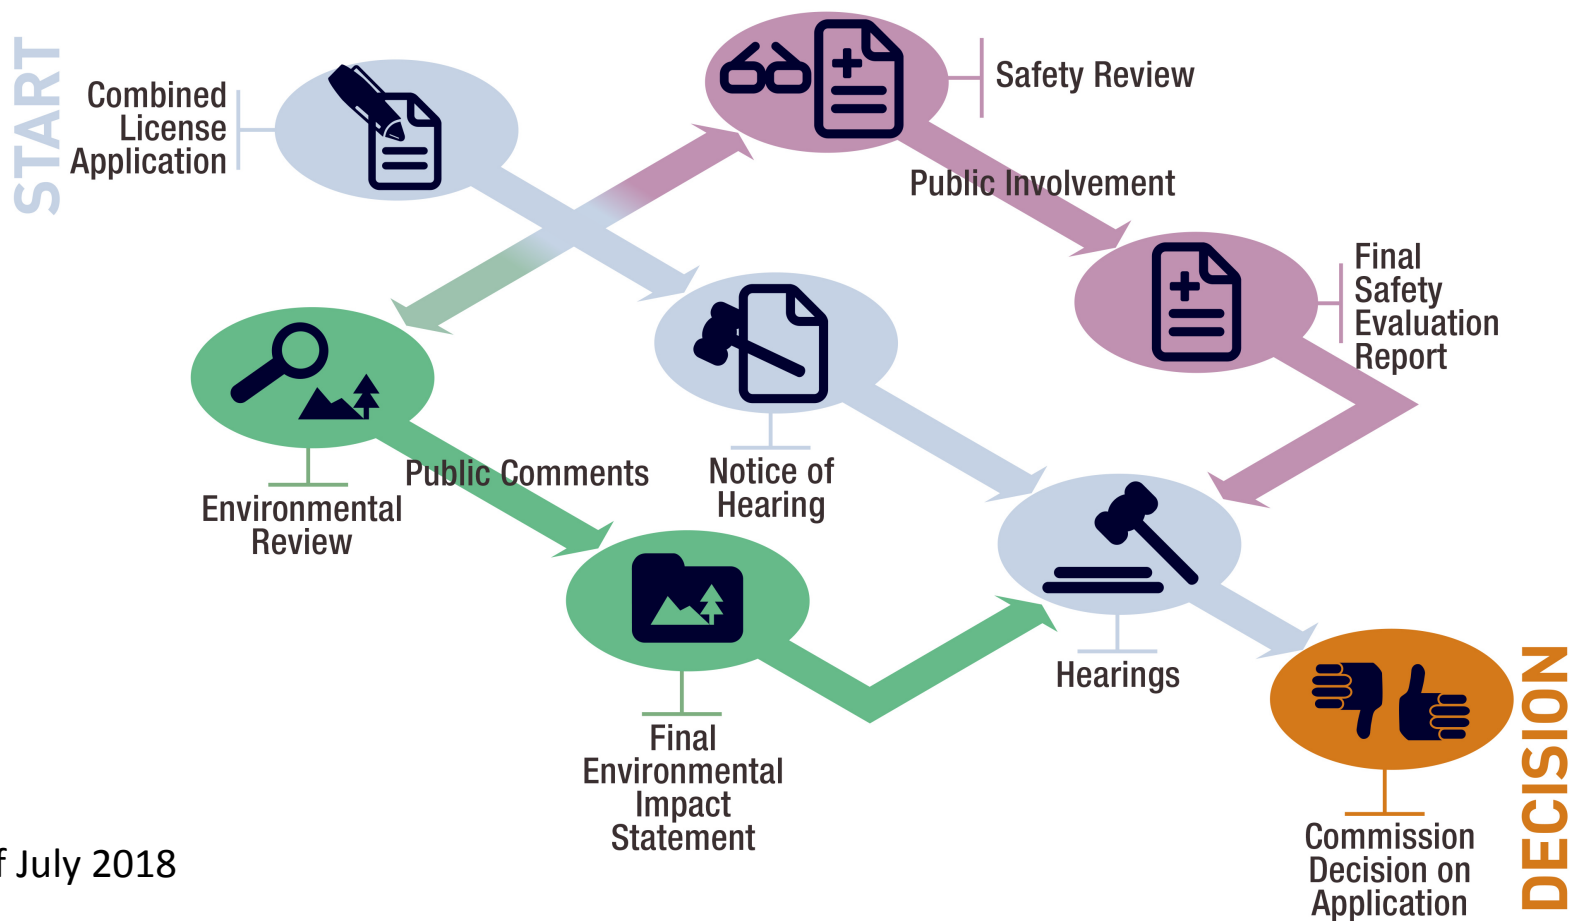 START
Combined
License
Application
Safety Review
Public Involvement
Final
Safety
Evaluation
Report
Environmental
Review
Public Comments
Notice of
Hearing
Final
Environmental
Impact
Statement
Hearings
Commission
Decision on
Application
DECISION
July 2018